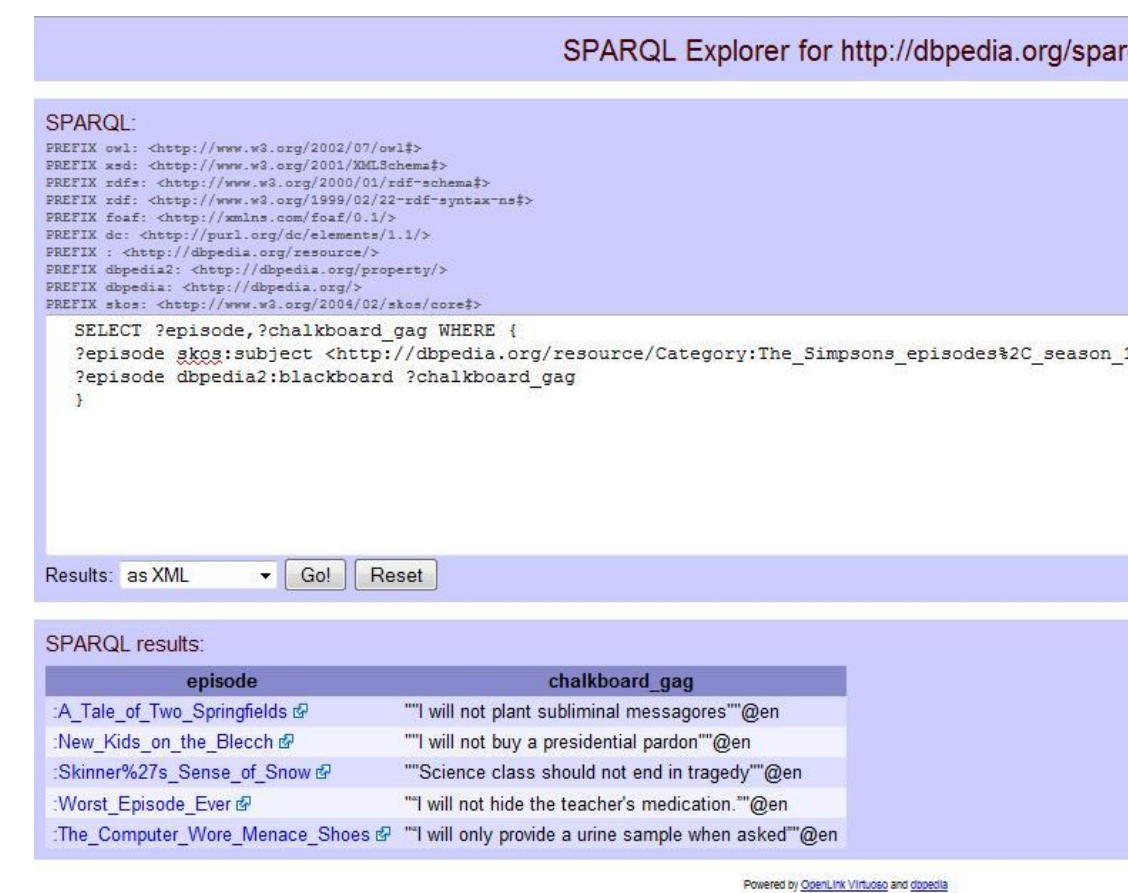 SPARQL Explorer for http://dbpedia.org/spar
SPARQL:
PREFIX owl: <http://www.w3.org/2002/07/owl#>
PREFIX xsd: <http://www.w3.org/2001/XMLSchema#>
PREFIX rdfs: <http://www.w3.org/2000/01/rdf-schema#>
PREFIX rdf: <http://www.w3.org/1999/02/22-rdf-syntax-ns#>
PREFIX foaf: <http://xmlns.com/foaf/0.1/>
PREFIX dc: <http://purl.org/dc/elements/1.1/>
PREFIX : <http://dbpedia.org/resource/>
PREFIX dbpedia2: <http://dbpedia.org/property/>
PREFIX dbpedia: <http://dbpedia.org/>
PREFIX skos: <http://www.w3.org/2004/02/skos/core#>
SELECT ?episode,?chalkboard_gag WHERE {
?episode skos:subject <http://dbpedia.org/resource/Category:The_Simpsons_episodes%2C_season_1
?episode dbpedia2:blackboard ?chalkboard_gag
}
Results: as XML Go! Reset
SPARQL results:
episode chalkboard_gag
:A_Tale_of_Two_Springfields ""I will not plant subliminal messagores""@en
:New_Kids_on_the_Blecch ""I will not buy a presidential pardon""@en
:Skinner%27s_Sense_of_Snow ""Science class should not end in tragedy""@en
:Worst_Episode_Ever ""I will not hide the teacher's medication.""@en
:The_Computer_Wore_Menace_Shoes ""I will only provide a urine sample when asked""@en
Powered by OpenLink Virtuoso and dbpedia